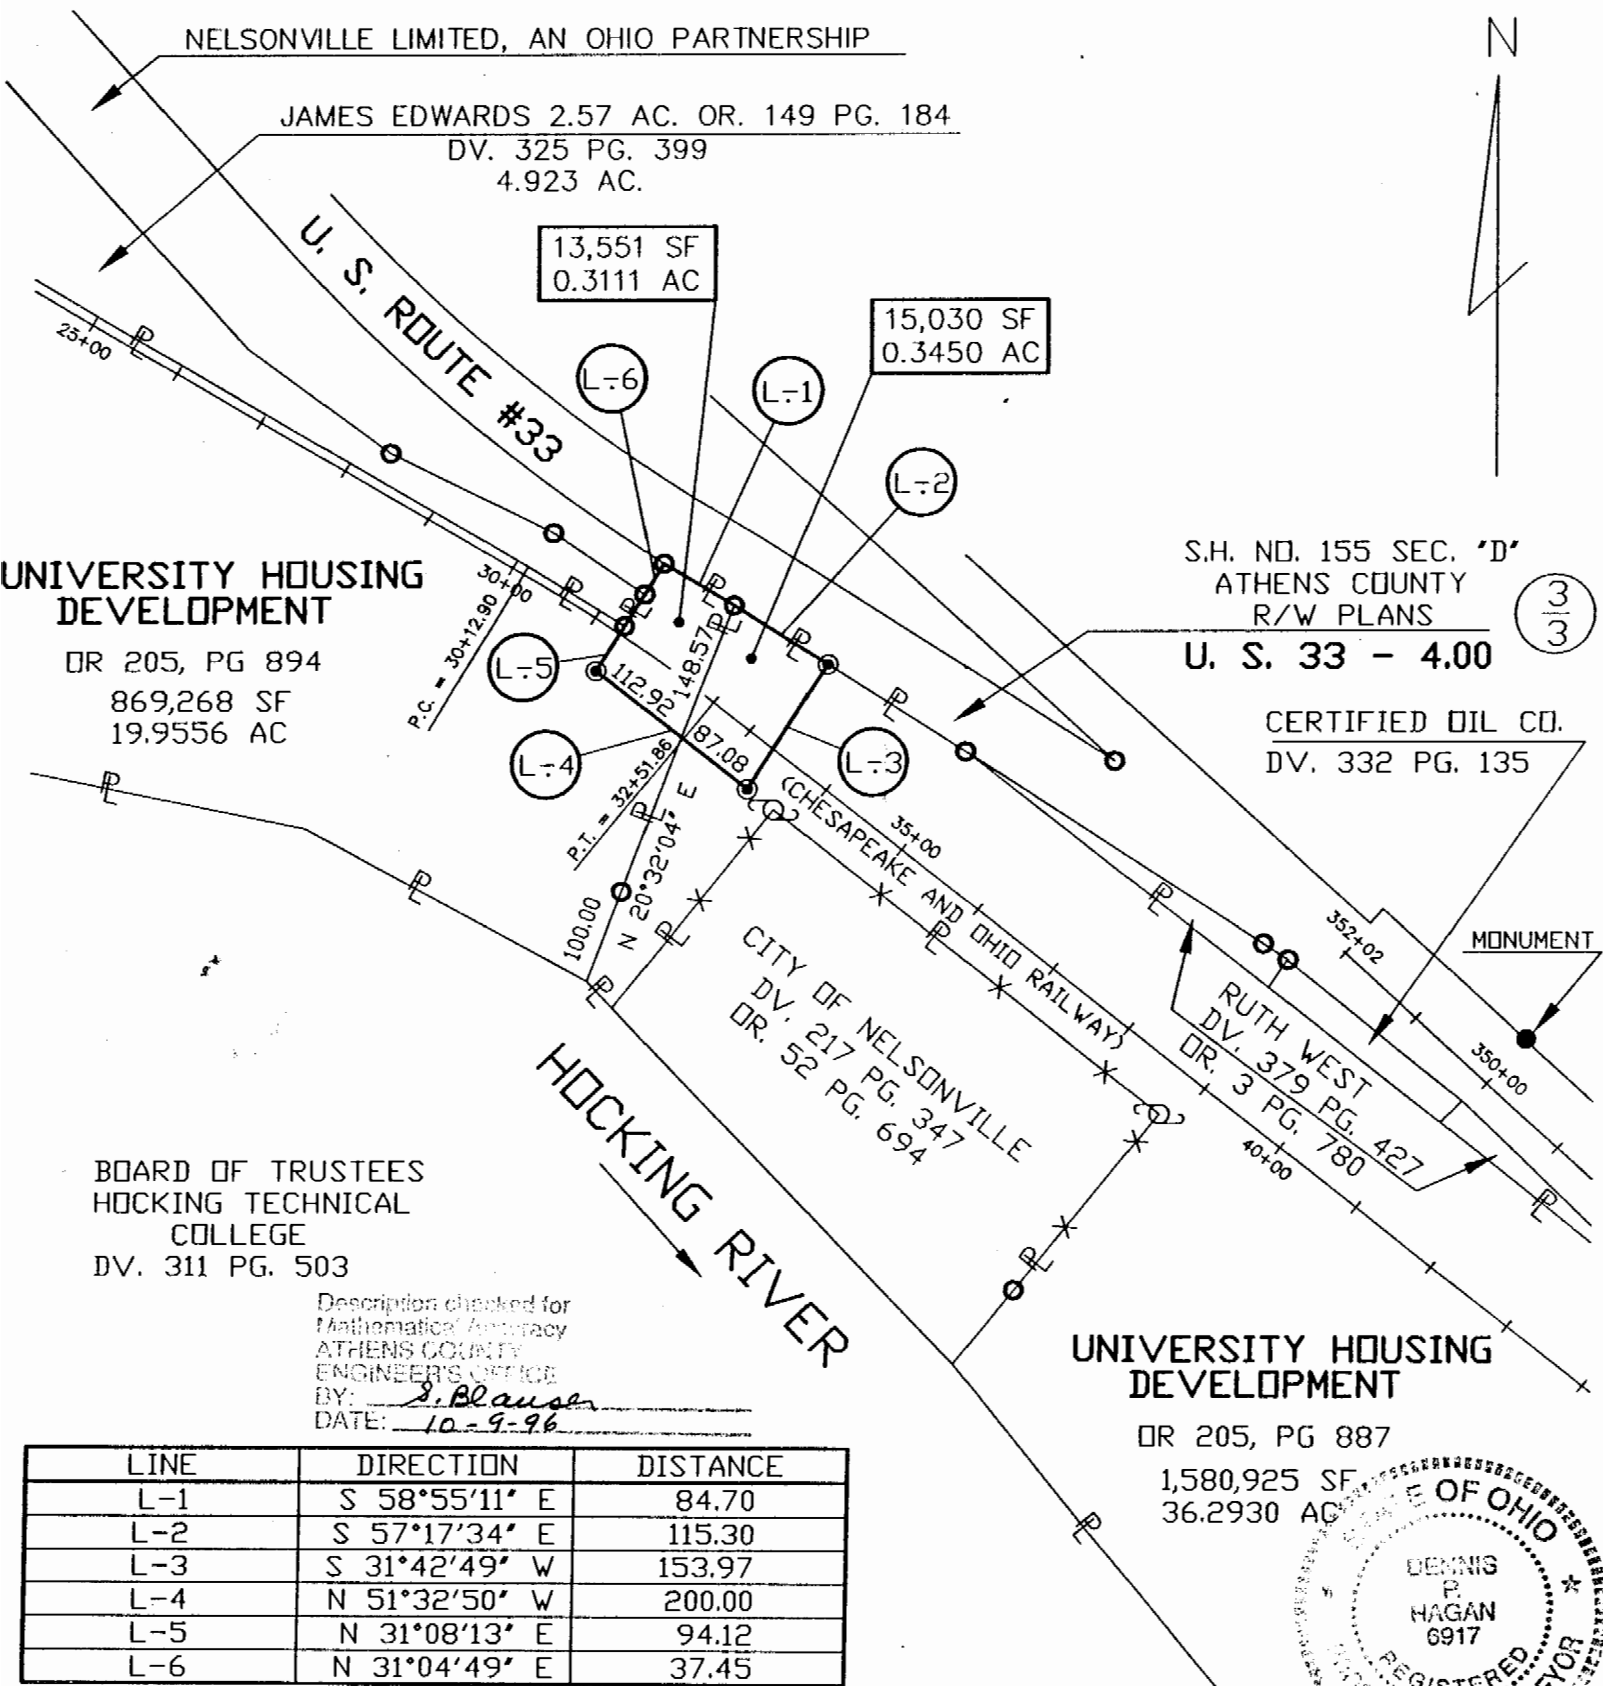 NELSONVILLE LIMITED, AN OHIO PARTNERSHIP
N
JAMES EDWARDS 2.57 AC. OR. 149 PG. 184
DV. 325 PG. 399
4.923 AC.
U. S. ROUTE #33
13,551 SF
0.3111 AC
15,030 SF
0.3450 AC
25+00
L-6
L-1
L-2
S.H. NO. 155 SEC. "D"
ATHENS COUNTY
R/W PLANS
U. S. 33 - 4.00
3
3
UNIVERSITY HOUSING
DEVELOPMENT
OR 205, PG 894
869,268 SF
19.9556 AC
30+00
P.C. = 30+12.90
L-5
112.92
148.57
87.08
L-4
L-3
P.T. = 32+51.86
N 20°32'04" E
100.00
CERTIFIED OIL CO.
DV. 332 PG. 135
(CHESAPEAKE AND OHIO RAILWAY)
35+00
352+02
MONUMENT
350+00
40+00
CITY OF NELSONVILLE
DV. 217 PG. 347
OR. 52 PG. 694
RUTH WEST
DV. 379 PG. 427
OR. 3 PG. 780
HOCKING RIVER
BOARD OF TRUSTEES
HOCKING TECHNICAL
COLLEGE
DV. 311 PG. 503
Description checked for
Mathematical Accuracy
ATHENS COUNTY
ENGINEER'S OFFICE
BY: S. Blauser
DATE: 10-9-96
UNIVERSITY HOUSING
DEVELOPMENT
OR 205, PG 887
1,580,925 SF
36.2930 AC
STATE OF OHIO
DENNIS
P.
HAGAN
6917
REGISTERED
LINE DIRECTION DISTANCE
L-1 S 58°55'11" E 84.70
L-2 S 57°17'34" E 115.30
L-3 S 31°42'49" W 153.97
L-4 N 51°32'50" W 200.00
L-5 N 31°08'13" E 94.12
L-6 N 31°04'49" E 37.45